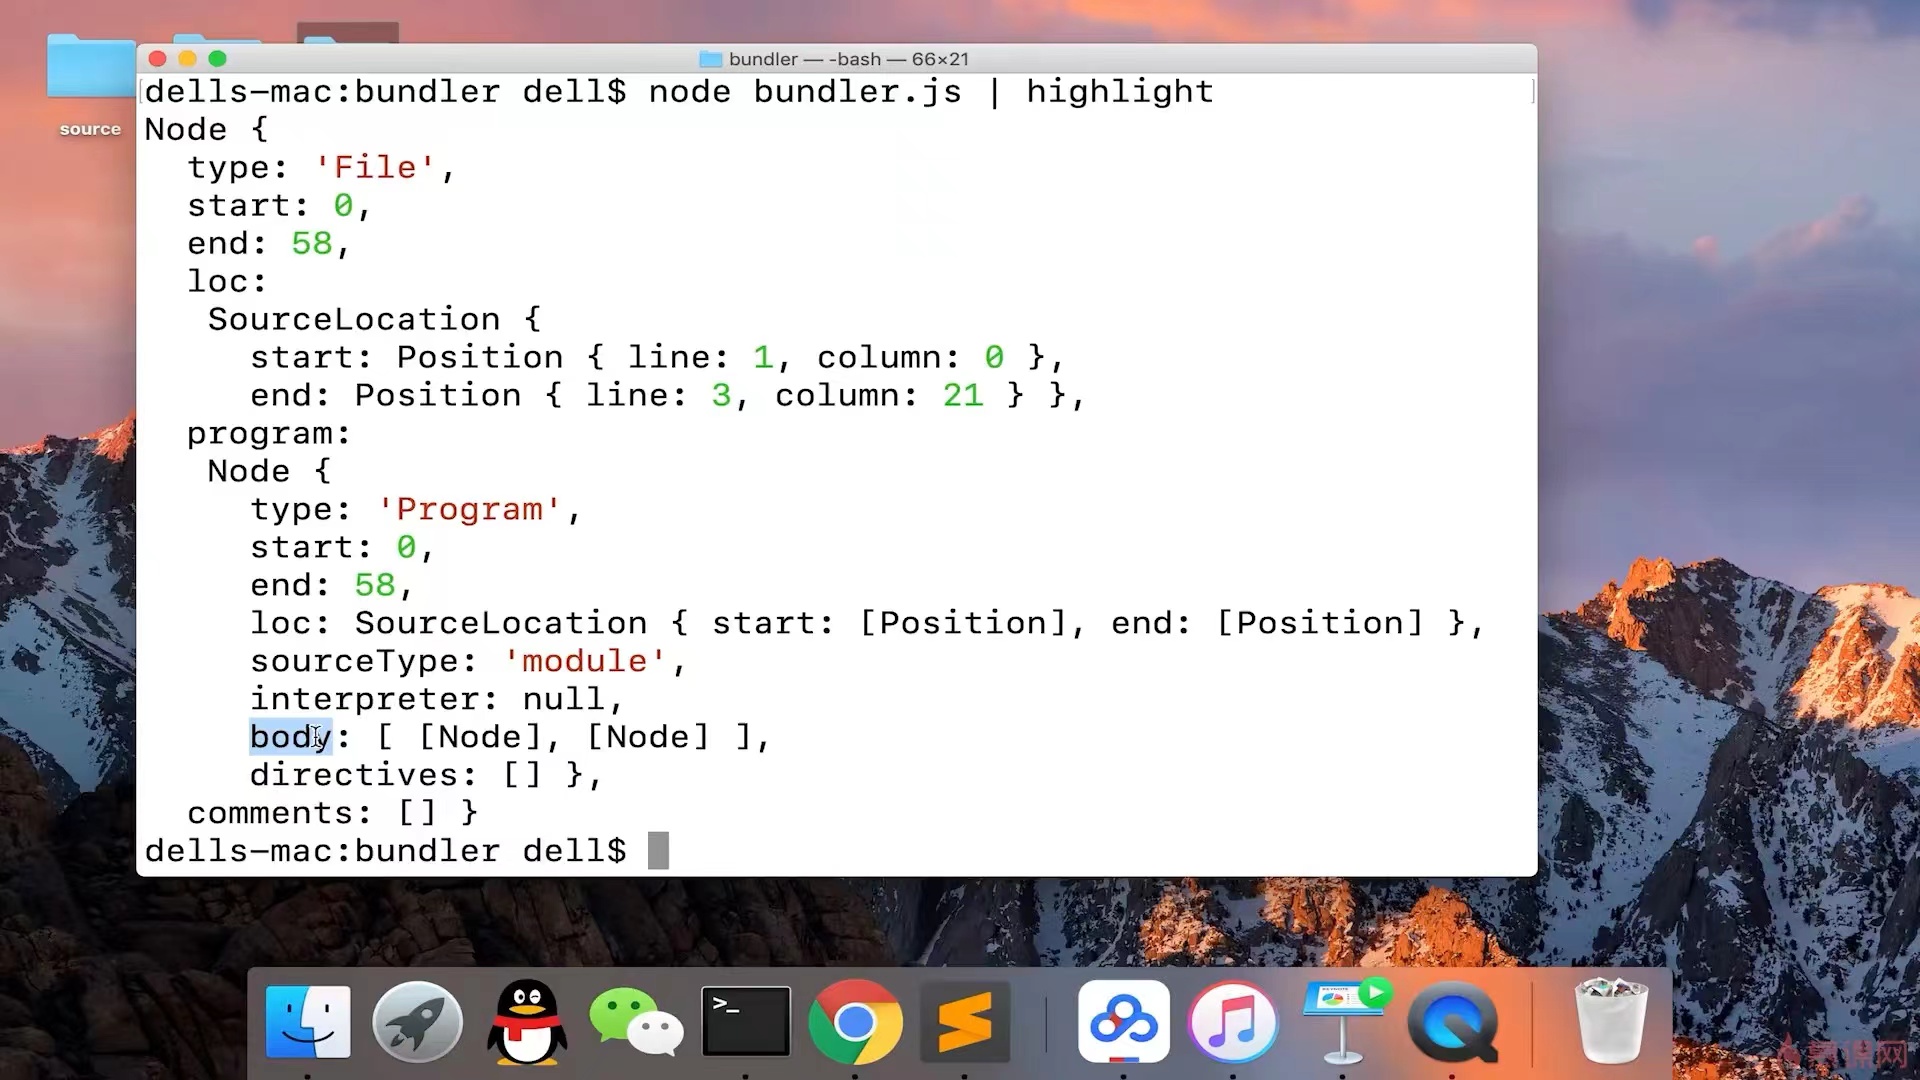 bundler — -bash — 66×21
dells-mac:bundler dell$ node bundler.js | highlight
Node {
  type: 'File',
  start: 0,
  end: 58,
  loc:
   SourceLocation {
     start: Position { line: 1, column: 0 },
     end: Position { line: 3, column: 21 } },
  program:
   Node {
     type: 'Program',
     start: 0,
     end: 58,
     loc: SourceLocation { start: [Position], end: [Position] },
     sourceType: 'module',
     interpreter: null,
     body: [ [Node], [Node] ],
     directives: [] },
  comments: [] }
dells-mac:bundler dell$
source
>_
慕课网